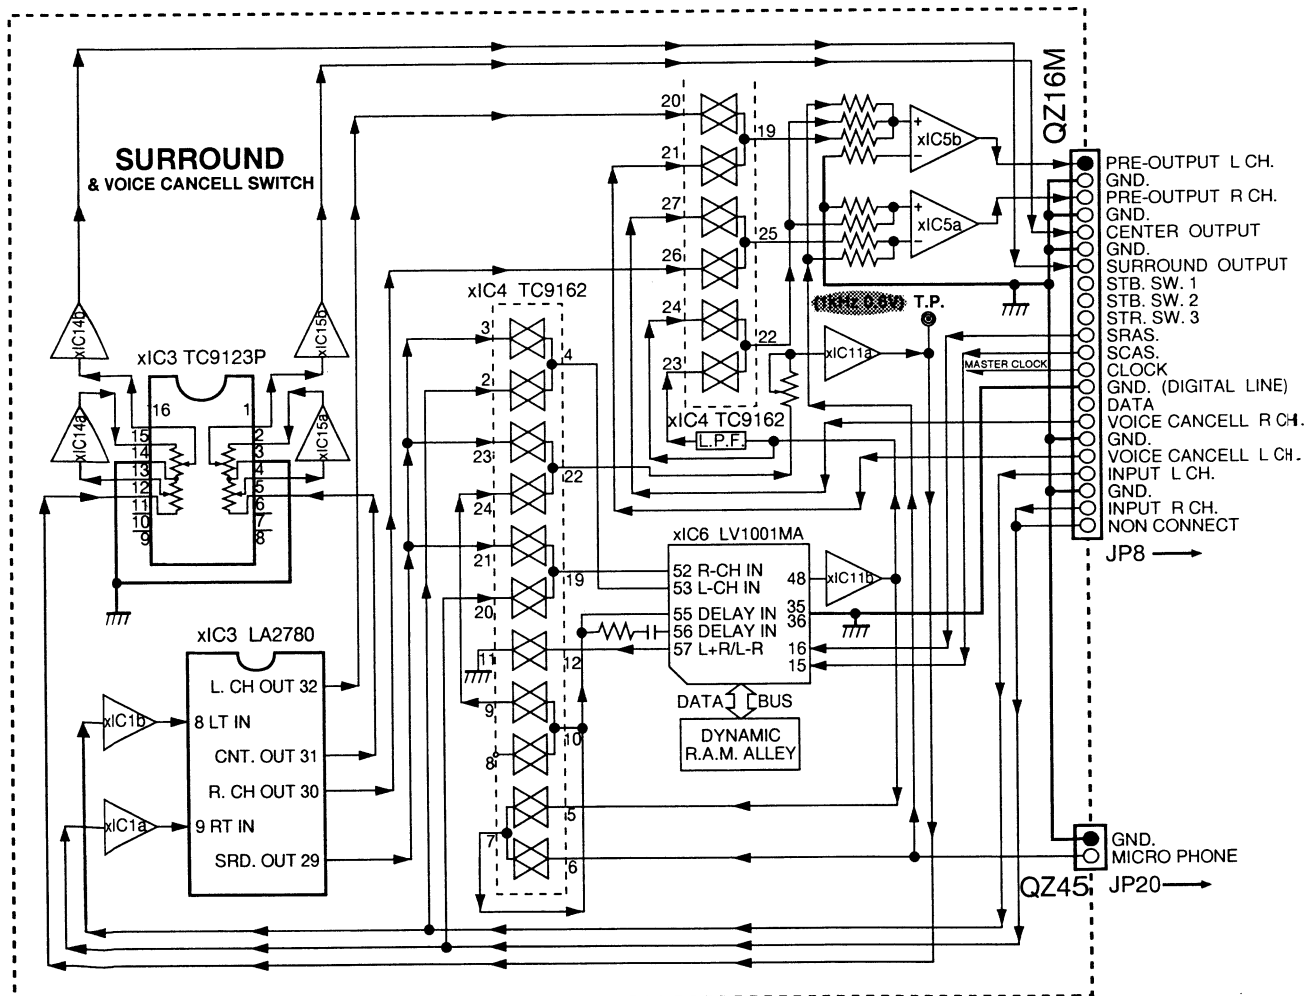 SURROUND
& VOICE CANCELL SWITCH
QZ16M
20
21
27
26
24
23
19
25
22
xIC5b
+
-
xIC5a
+
-
PRE-OUTPUT L CH.
GND.
PRE-OUTPUT R CH.
GND.
CENTER OUTPUT
GND.
SURROUND OUTPUT
STB. SW. 1
STB. SW. 2
STR. SW. 3
SRAS.
SCAS.
MASTER CLOCK
CLOCK
GND. (DIGITAL LINE)
DATA
VOICE CANCELL R CH.
GND.
VOICE CANCELL L CH.
INPUT L CH.
GND.
INPUT R CH.
NON CONNECT
JP8
xIC4 TC9162
(1kHz 0.6V) T.P.
xIC11a
xIC4 TC9162
L.P.F.
xIC14b
xIC15b
xIC14a
xIC15a
xIC3 TC9123P
16 1
15 2
14 3
13 4
12 5
11 6
10 7
9 8
3
2
4
23
24
22
21
20
19
11
12
9
8
10
5
7
6
xIC6 LV1001MA
52 R-CH IN
53 L-CH IN
55 DELAY IN
56 DELAY IN
57 L+R/L-R
48
35
36
16
15
xIC11b
DATA BUS
DYNAMIC
R.A.M. ALLEY
xIC3 LA2780
L. CH OUT 32
8 LT IN
CNT. OUT 31
R. CH OUT 30
9 RT IN
SRD. OUT 29
xIC1b
xIC1a
GND.
MICRO PHONE
QZ45
JP20